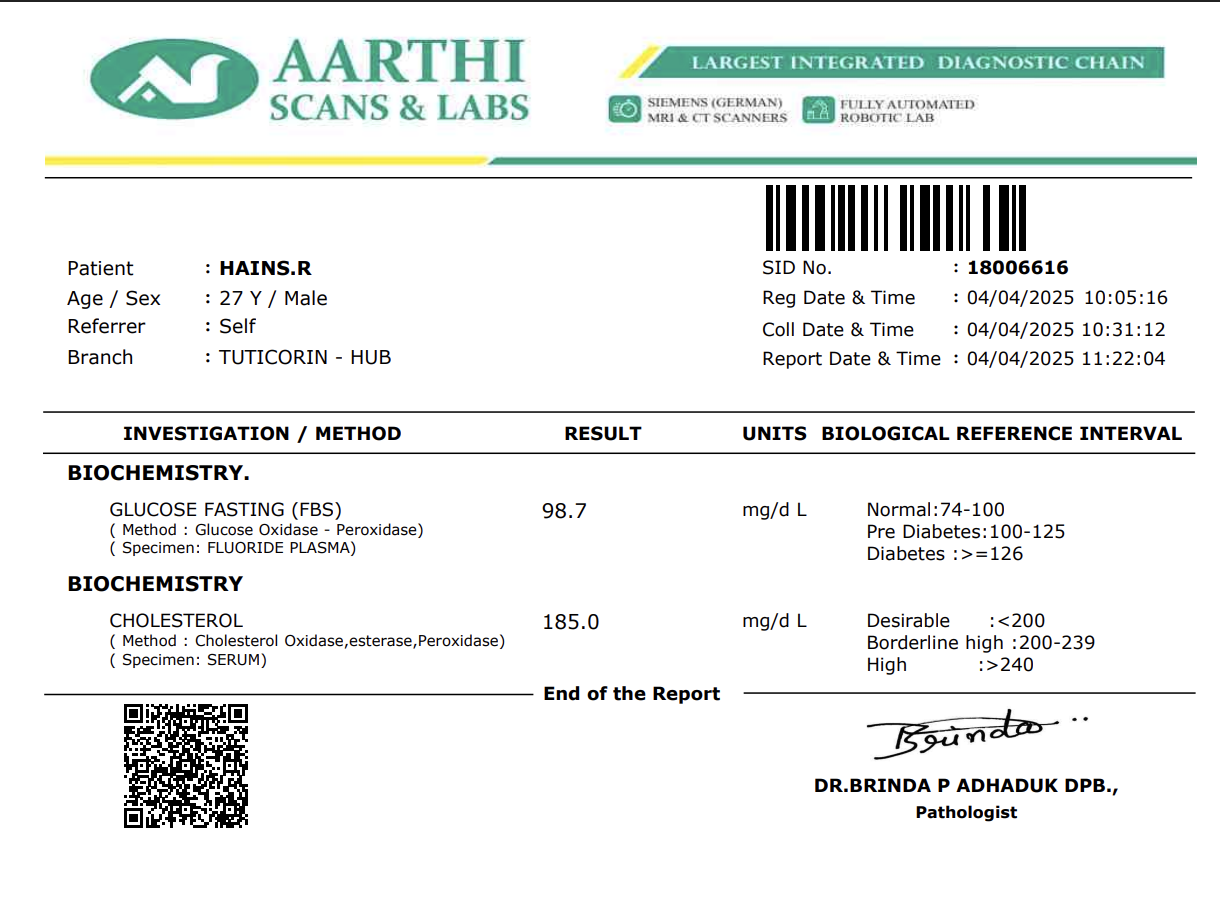 AARTHI
SCANS & LABS
LARGEST INTEGRATED DIAGNOSTIC CHAIN
SIEMENS (GERMAN)
MRI & CT SCANNERS
FULLY AUTOMATED
ROBOTIC LAB
Patient : HAINS.R
Age / Sex : 27 Y / Male
Referrer : Self
Branch : TUTICORIN - HUB
SID No. : 18006616
Reg Date & Time : 04/04/2025 10:05:16
Coll Date & Time : 04/04/2025 10:31:12
Report Date & Time : 04/04/2025 11:22:04
INVESTIGATION / METHOD RESULT UNITS BIOLOGICAL REFERENCE INTERVAL
BIOCHEMISTRY.
GLUCOSE FASTING (FBS) 98.7 mg/d L Normal:74-100
( Method : Glucose Oxidase - Peroxidase) Pre Diabetes:100-125
( Specimen: FLUORIDE PLASMA) Diabetes :>=126
BIOCHEMISTRY
CHOLESTEROL 185.0 mg/d L Desirable :<200
( Method : Cholesterol Oxidase,esterase,Peroxidase) Borderline high :200-239
( Specimen: SERUM) High :>240
End of the Report
Brinda
DR.BRINDA P ADHADUK DPB.,
Pathologist